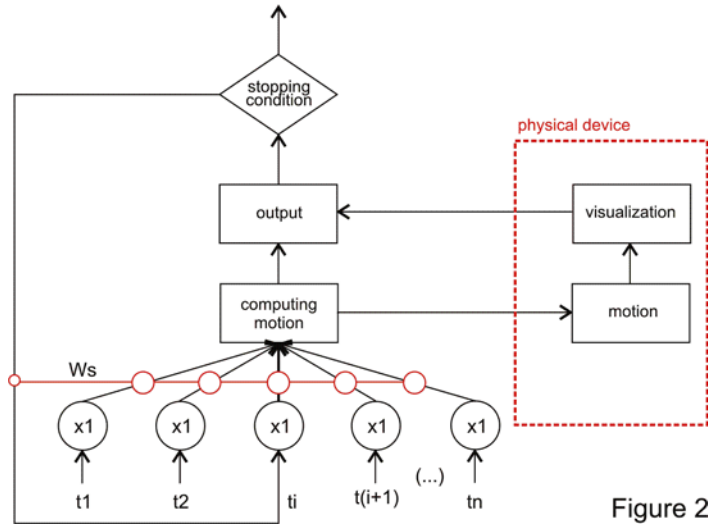 stopping
condition
physical device
output
visualization
computing
motion
motion
Ws
x1
x1
x1
x1
x1
(...)
t1
t2
ti
t(i+1)
tn
Figure 2